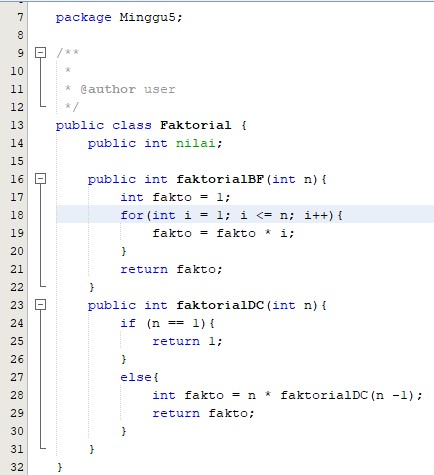 7 package Minggu5;
8
9 /**
10 *
11 * @author user
12 */
13 public class Faktorial {
14 public int nilai;
15
16 public int faktorialBF(int n){
17 int fakto = 1;
18 for(int i = 1; i <= n; i++){
19 fakto = fakto * i;
20 }
21 return fakto;
22 }
23 public int faktorialDC(int n){
24 if (n == 1){
25 return 1;
26 }
27 else{
28 int fakto = n * faktorialDC(n -1);
29 return fakto;
30 }
31 }
32 }